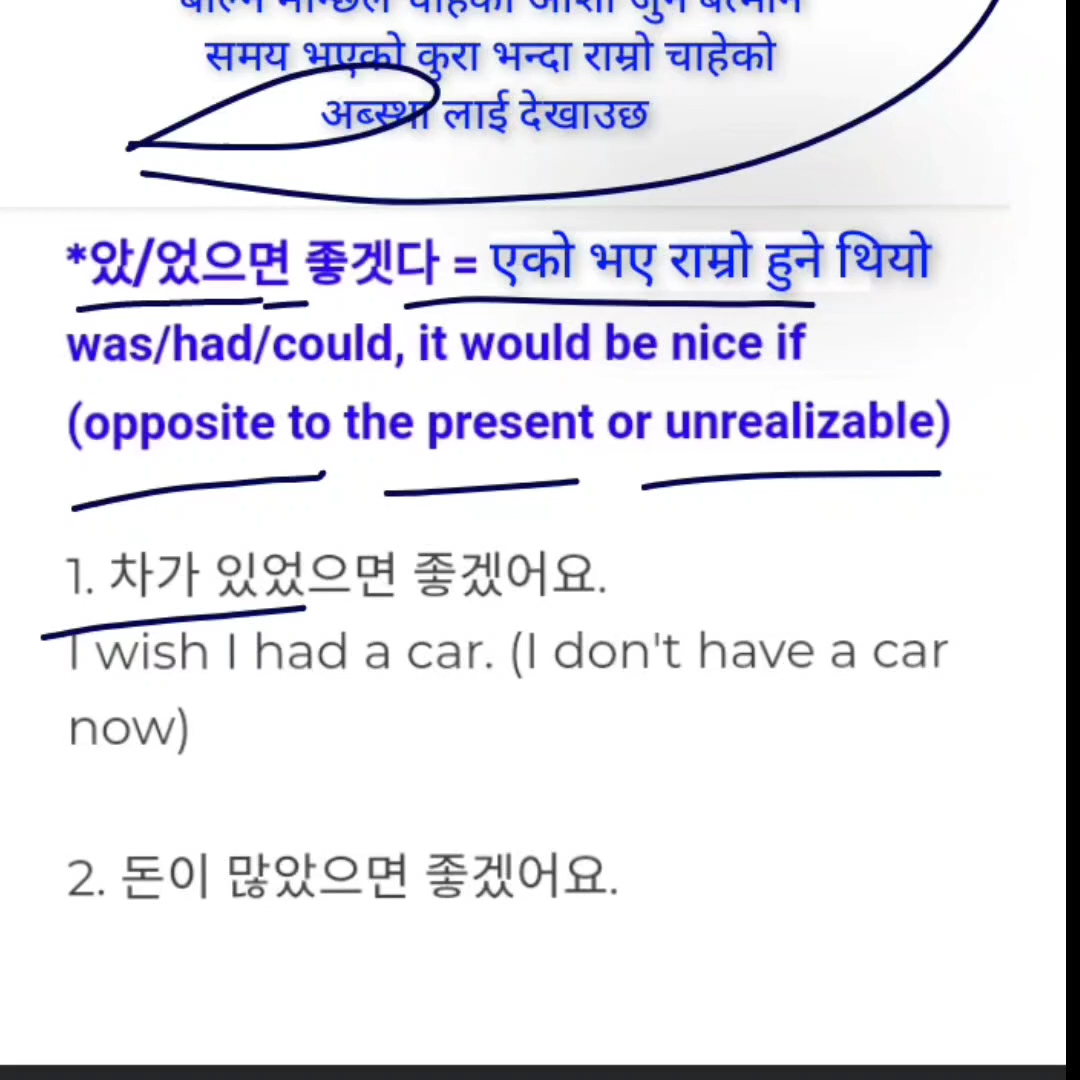 समय भएको कुरा भन्दा राम्रो चाहेको
अब्स्था लाई देखाउछ
*았/었으면 좋겟다 = एको भए राम्रो हुने थियो
was/had/could, it would be nice if
(opposite to the present or unrealizable)
1. 차가 있었으면 좋겠어요.
I wish I had a car. (I don't have a car
now)
2. 돈이 많았으면 좋겠어요.